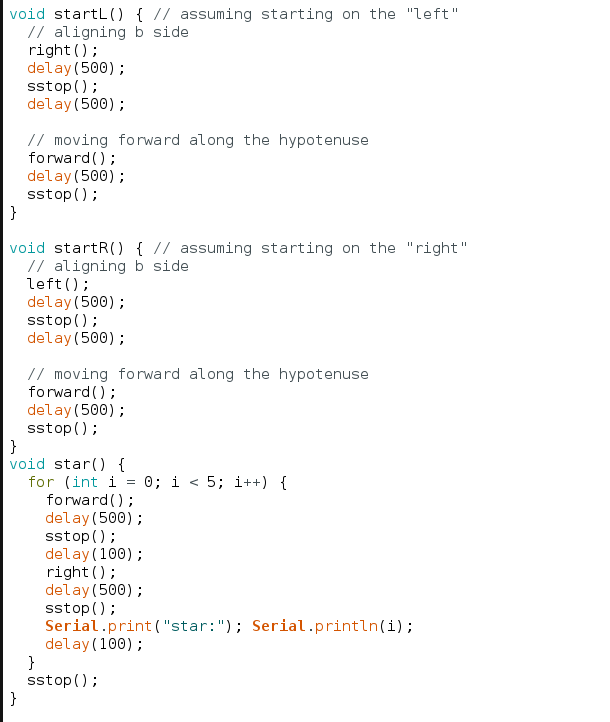 void startL() { // assuming starting on the "left"
  // aligning b side
  right();
  delay(500);
  sstop();
  delay(500);

  // moving forward along the hypotenuse
  forward();
  delay(500);
  sstop();
}

void startR() { // assuming starting on the "right"
  // aligning b side
  left();
  delay(500);
  sstop();
  delay(500);

  // moving forward along the hypotenuse
  forward();
  delay(500);
  sstop();
}
void star() {
  for (int i = 0; i < 5; i++) {
    forward();
    delay(500);
    sstop();
    delay(100);
    right();
    delay(500);
    sstop();
    Serial.print("star:"); Serial.println(i);
    delay(100);
  }
  sstop();
}